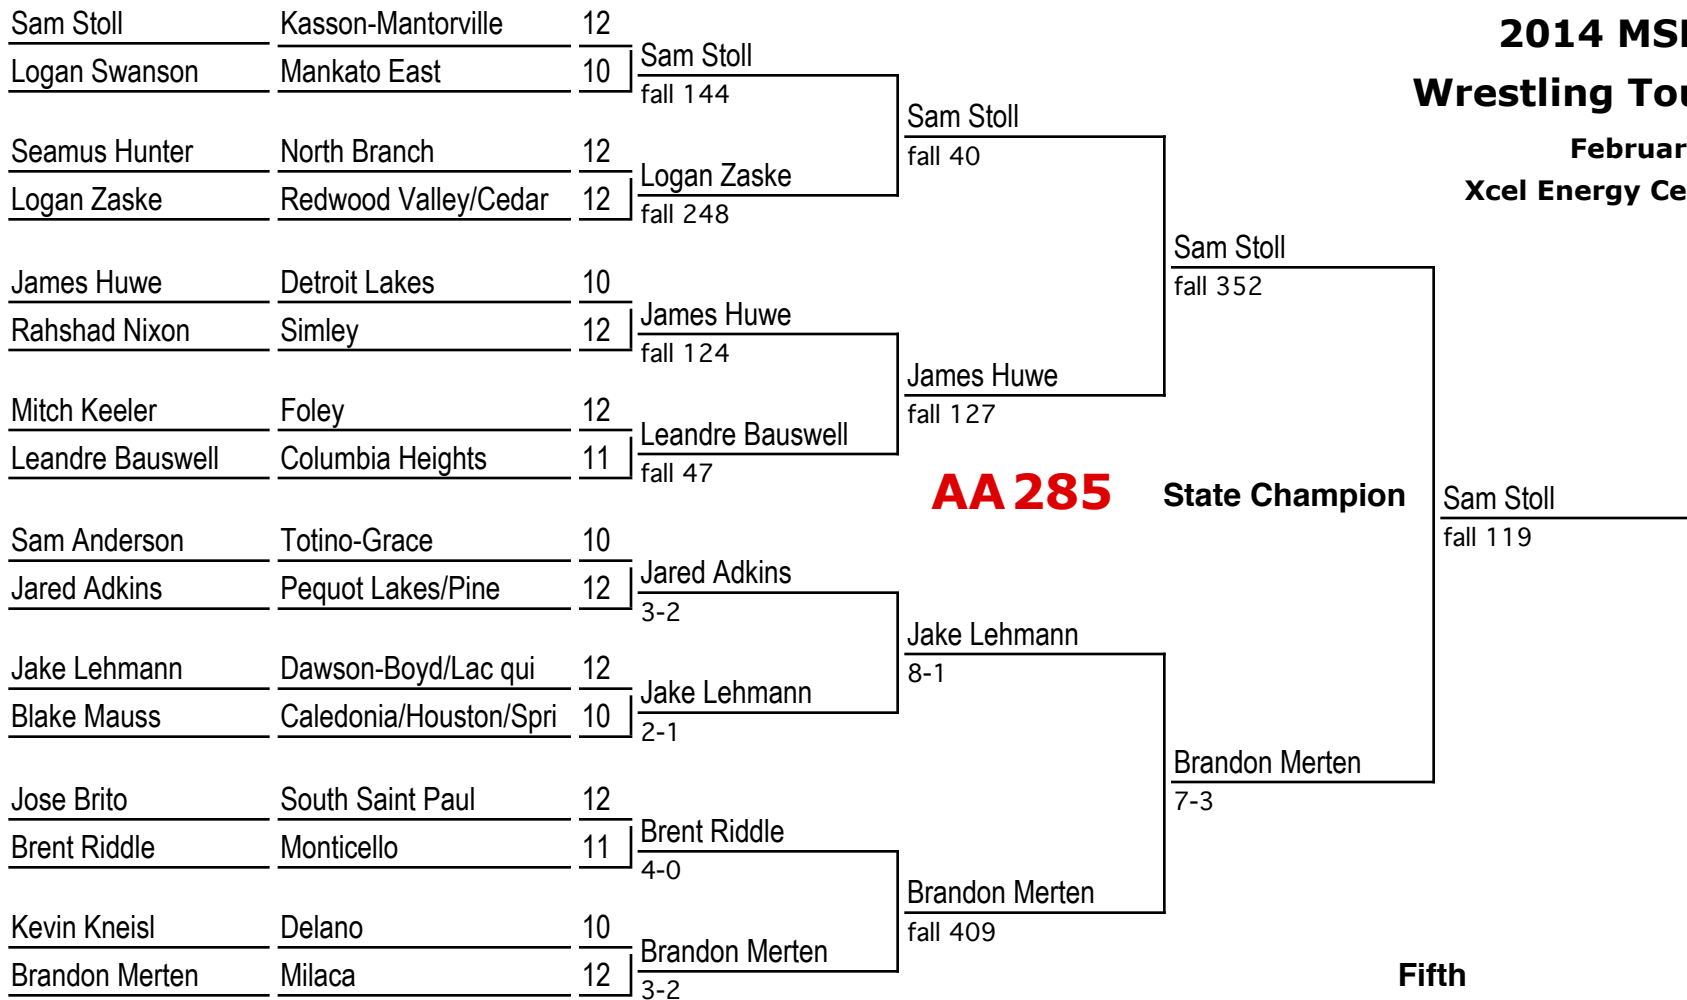 Sam Stoll Kasson-Mantorville 12
Logan Swanson Mankato East 10
Sam Stoll
fall 144
Seamus Hunter North Branch 12
Logan Zaske Redwood Valley/Cedar 12
Logan Zaske
fall 248
Sam Stoll
fall 40
James Huwe Detroit Lakes 10
Rahshad Nixon Simley 12
James Huwe
fall 124
Mitch Keeler Foley 12
Leandre Bauswell Columbia Heights 11
Leandre Bauswell
fall 47
James Huwe
fall 127
Sam Stoll
fall 352
Sam Anderson Totino-Grace 10
Jared Adkins Pequot Lakes/Pine 12
Jared Adkins
3-2
Jake Lehmann Dawson-Boyd/Lac qui 12
Blake Mauss Caledonia/Houston/Spri 10
Jake Lehmann
2-1
Jake Lehmann
8-1
Jose Brito South Saint Paul 12
Brent Riddle Monticello 11
Brent Riddle
4-0
Kevin Kneisl Delano 10
Brandon Merten Milaca 12
Brandon Merten
3-2
Brandon Merten
fall 409
Brandon Merten
7-3
2014 MS
Wrestling To
Februar
Xcel Energy Ce
AA 285 State Champion
Sam Stoll
fall 119
Fifth